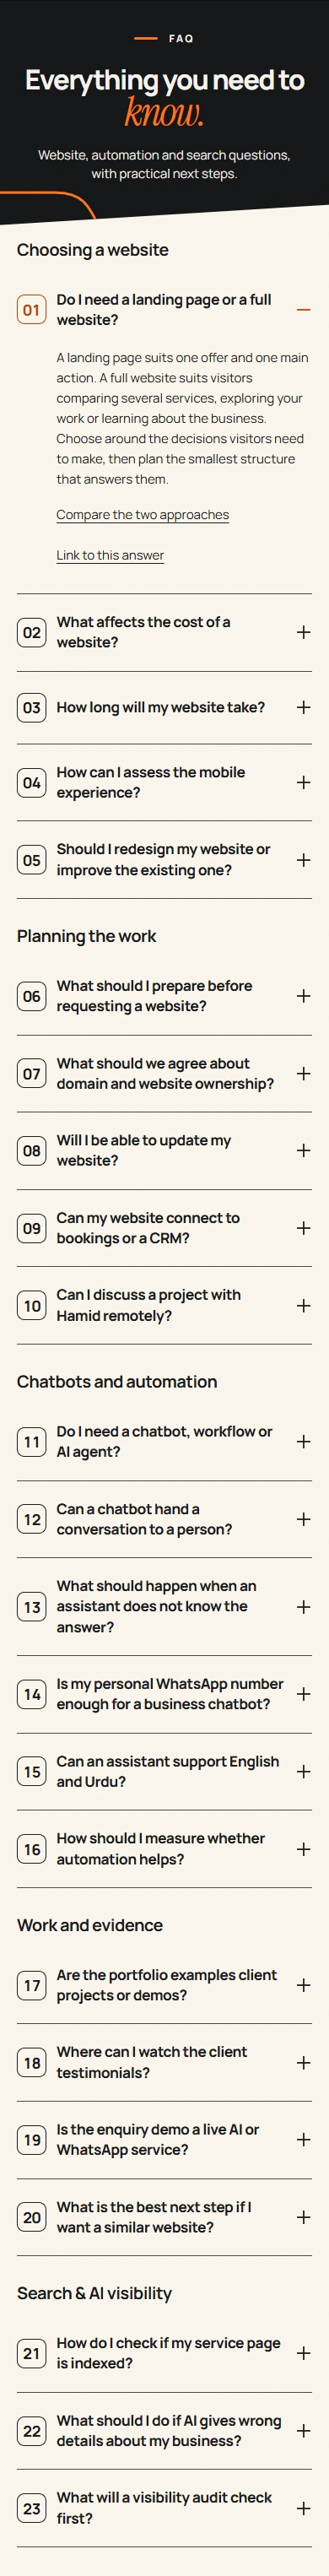 FAQ
Everything you need to
know.
Website, automation and search questions,
with practical next steps.
Choosing a website
01
Do I need a landing page or a full
website?
A landing page suits one offer and one main
action. A full website suits visitors
comparing several services, exploring your
work or learning about the business.
Choose around the decisions visitors need
to make, then plan the smallest structure
that answers them.
Compare the two approaches
Link to this answer
02
What affects the cost of a
website?
03
How long will my website take?
04
How can I assess the mobile
experience?
05
Should I redesign my website or
improve the existing one?
Planning the work
06
What should I prepare before
requesting a website?
07
What should we agree about
domain and website ownership?
08
Will I be able to update my
website?
09
Can my website connect to
bookings or a CRM?
10
Can I discuss a project with
Hamid remotely?
Chatbots and automation
11
Do I need a chatbot, workflow or
AI agent?
12
Can a chatbot hand a
conversation to a person?
13
What should happen when an
assistant does not know the
answer?
14
Is my personal WhatsApp number
enough for a business chatbot?
15
Can an assistant support English
and Urdu?
16
How should I measure whether
automation helps?
Work and evidence
17
Are the portfolio examples client
projects or demos?
18
Where can I watch the client
testimonials?
19
Is the enquiry demo a live AI or
WhatsApp service?
20
What is the best next step if I
want a similar website?
Search & AI visibility
21
How do I check if my service page
is indexed?
22
What should I do if AI gives wrong
details about my business?
23
What will a visibility audit check
first?